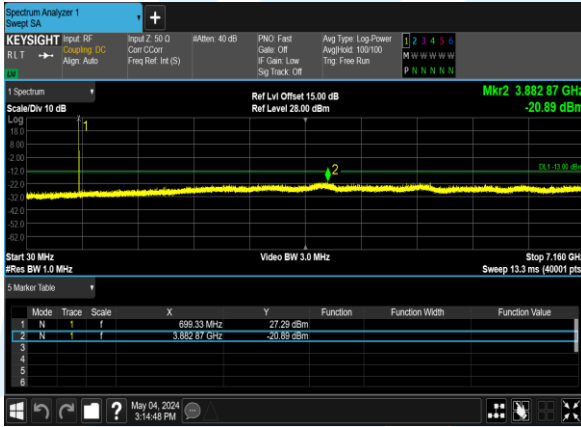 Spectrum Analyzer 1
Swept SA
+
KEYSIGHT Input: RF
Coupling: DC
Align: Auto
RLT
LXI
Input Z: 50 Ω
Corr CCorr
Freq Ref: Int (S)
#Atten: 40 dB
PNO: Fast
Gate: Off
IF Gain: Low
Sig Track: Off
Avg Type: Log-Power
Avg|Hold: 100/100
Trig: Free Run
1 2 3 4 5 6
M W W W W W
P N N N N N
1 Spectrum
Scale/Div 10 dB
Ref Lvl Offset 15.00 dB
Ref Level 28.00 dBm
Mkr2 3.882 87 GHz
-20.89 dBm
Log
18.0
8.00
-2.00
-12.0
-22.0
-32.0
-42.0
-52.0
-62.0
1
2
DL1 -13.00 dBm
Start 30 MHz
#Res BW 1.0 MHz
Video BW 3.0 MHz
Stop 7.160 GHz
Sweep 13.3 ms (40001 pts
5 Marker Table
Mode Trace Scale X Y Function Function Width Function Value
1 N 1 f 699.33 MHz 27.29 dBm
2 N 1 f 3.882 87 GHz -20.89 dBm
3
4
5
6
?
May 04, 2024
3:14:48 PM